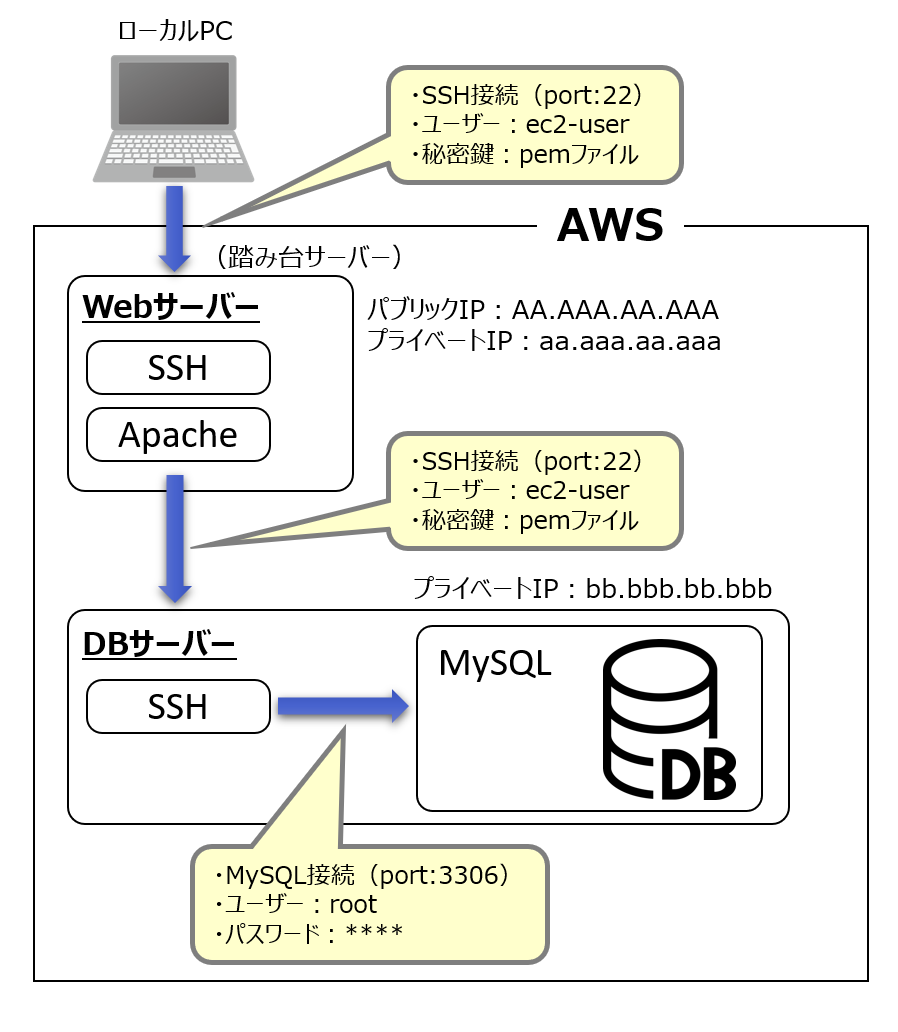 ローカルPC
・SSH接続（port:22）
・ユーザー：ec2-user
・秘密鍵：pemファイル
AWS
（踏み台サーバー）
Webサーバー
パブリックIP：AA.AAA.AA.AAA
プライベートIP：aa.aaa.aa.aaa
SSH
Apache
・SSH接続（port:22）
・ユーザー：ec2-user
・秘密鍵：pemファイル
プライベートIP：bb.bbb.bb.bbb
DBサーバー
MySQL
SSH
DB
・MySQL接続（port:3306）
・ユーザー：root
・パスワード：****